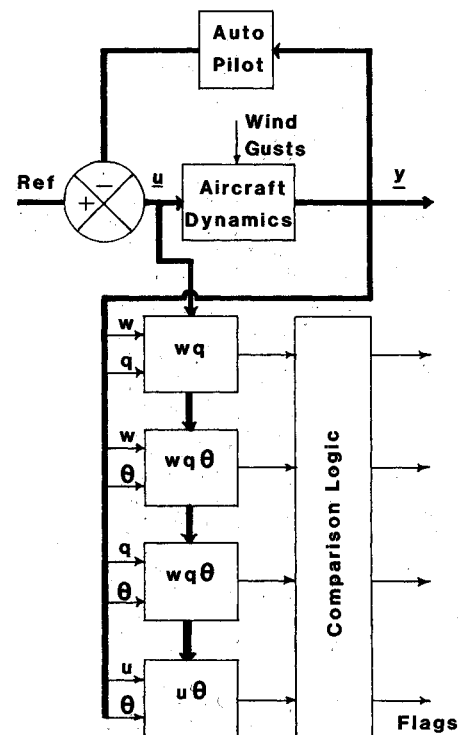 Auto
Pilot
Wind
Gusts
Ref
+
−
u
Aircraft
Dynamics
y
w
q
wq
w
θ
wqθ
q
θ
wqθ
u
θ
uθ
Comparison Logic
Flags